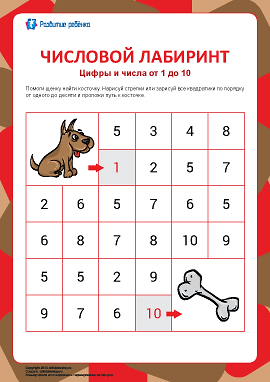 Развитие ребёнка
ЧИСЛОВОЙ ЛАБИРИНТ
Цифры и числа от 1 до 10
Помоги щенку найти косточку. Нарисуй стрелки или зарисуй все квадратики по порядку
от одного до десяти и проложи путь к косточке.
5 3 4 8
1 2 5 7
2 6 5 7 6 5
6 8 7 8 10 9
5 5 2 9
9 7 6 10